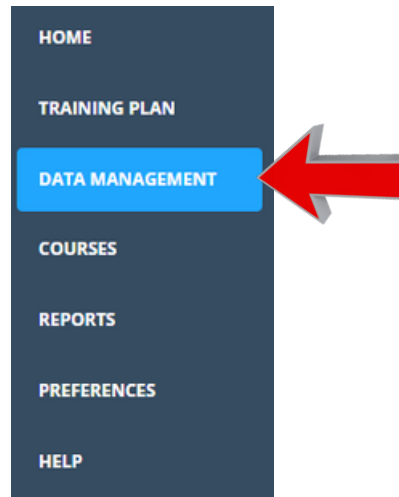 HOME
TRAINING PLAN
DATA MANAGEMENT
COURSES
REPORTS
PREFERENCES
HELP